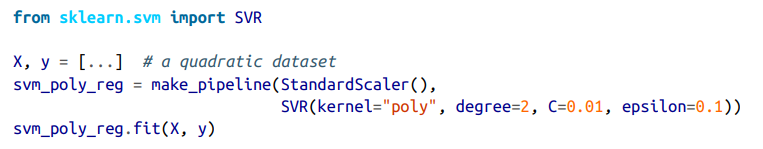 from sklearn.svm import SVR
X, y = [...]  # a quadratic dataset
svm_poly_reg = make_pipeline(StandardScaler(),
                             SVR(kernel="poly", degree=2, C=0.01, epsilon=0.1))
svm_poly_reg.fit(X, y)